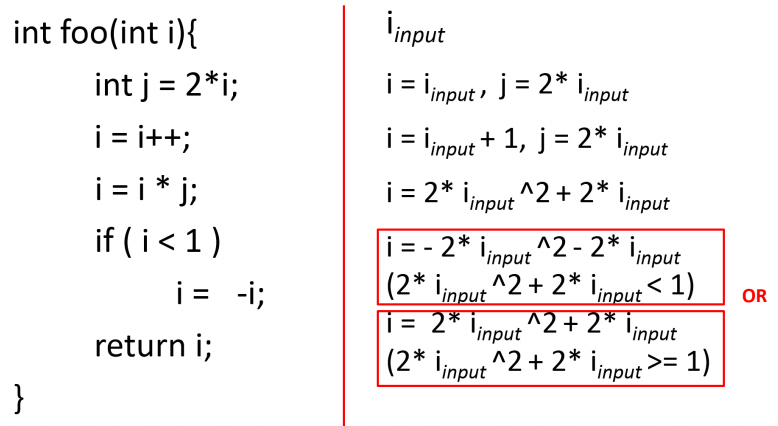 int foo(int i){
int j = 2*i;
i = i++;
i = i * j;
if ( i < 1 )
i = -i;
return i;
}
i_input
i = i_input , j = 2* i_input
i = i_input + 1, j = 2* i_input
i = 2* i_input ^2 + 2* i_input
i = - 2* i_input ^2 - 2* i_input
(2* i_input ^2 + 2* i_input < 1)
OR
i = 2* i_input ^2 + 2* i_input
(2* i_input ^2 + 2* i_input >= 1)